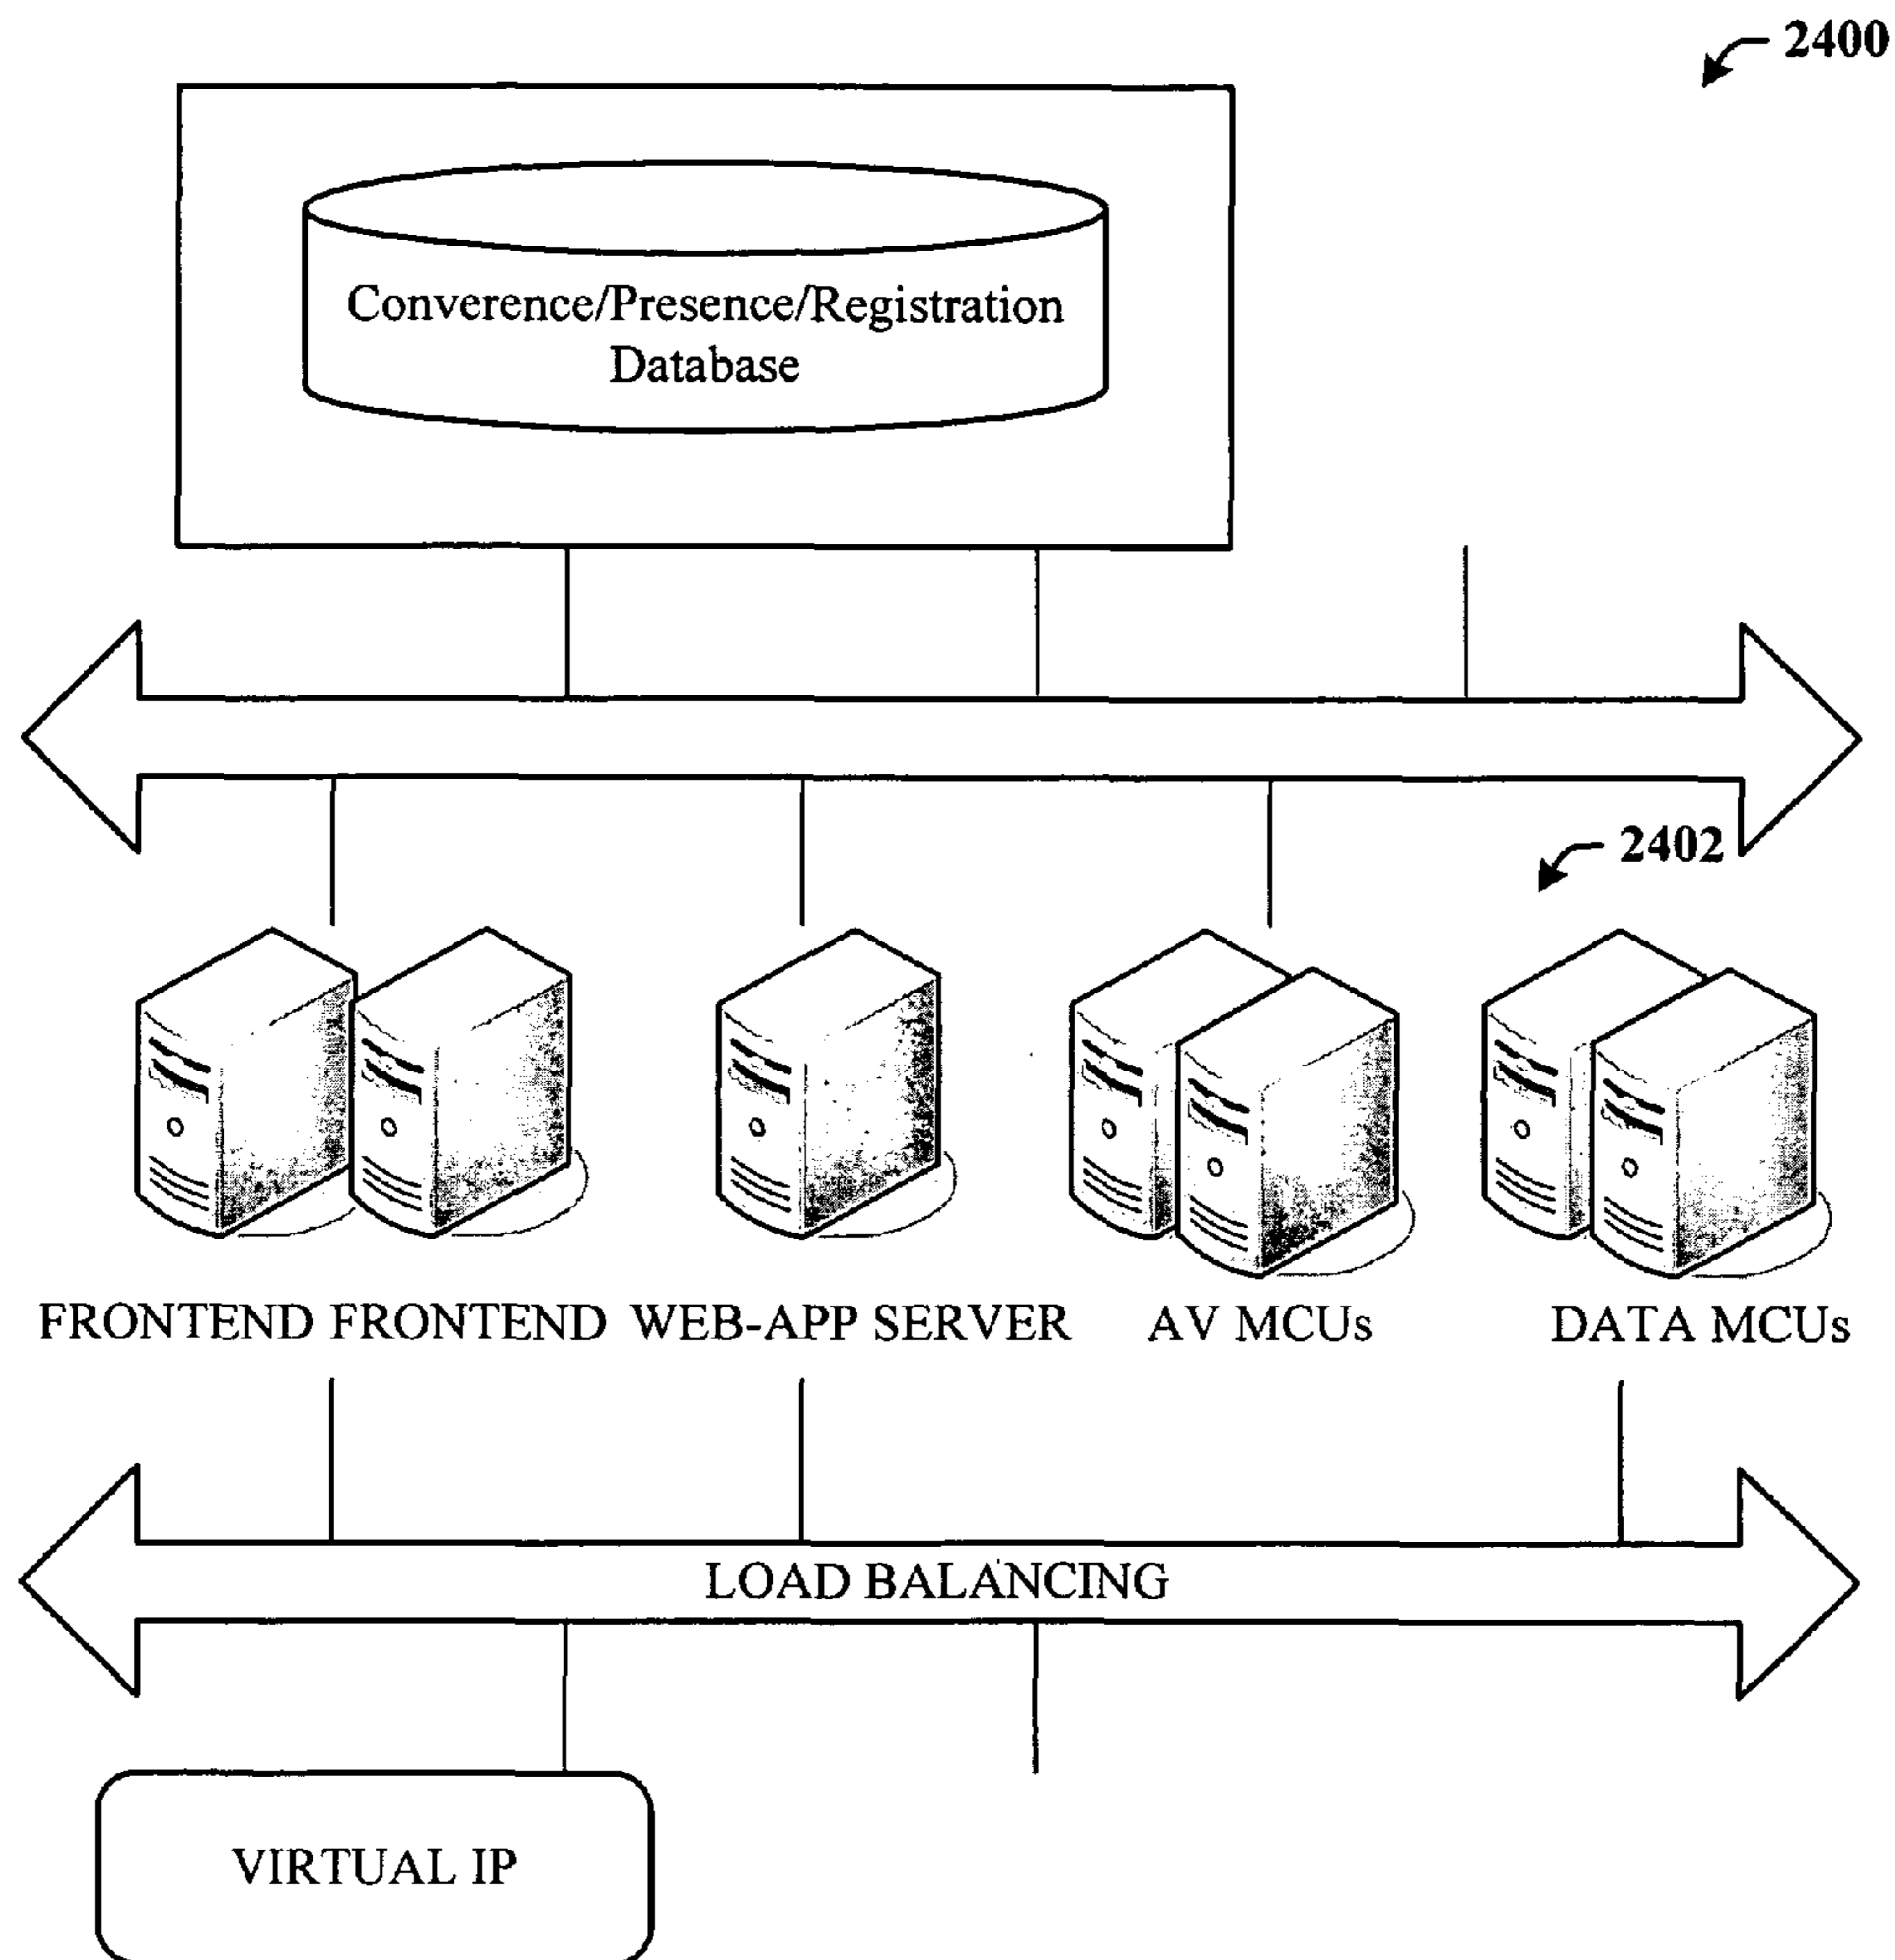 2400
Converence/Presence/Registration
Database
2402
FRONTEND FRONTEND WEB-APP SERVER AV MCUs DATA MCUs
LOAD BALANCING
VIRTUAL IP